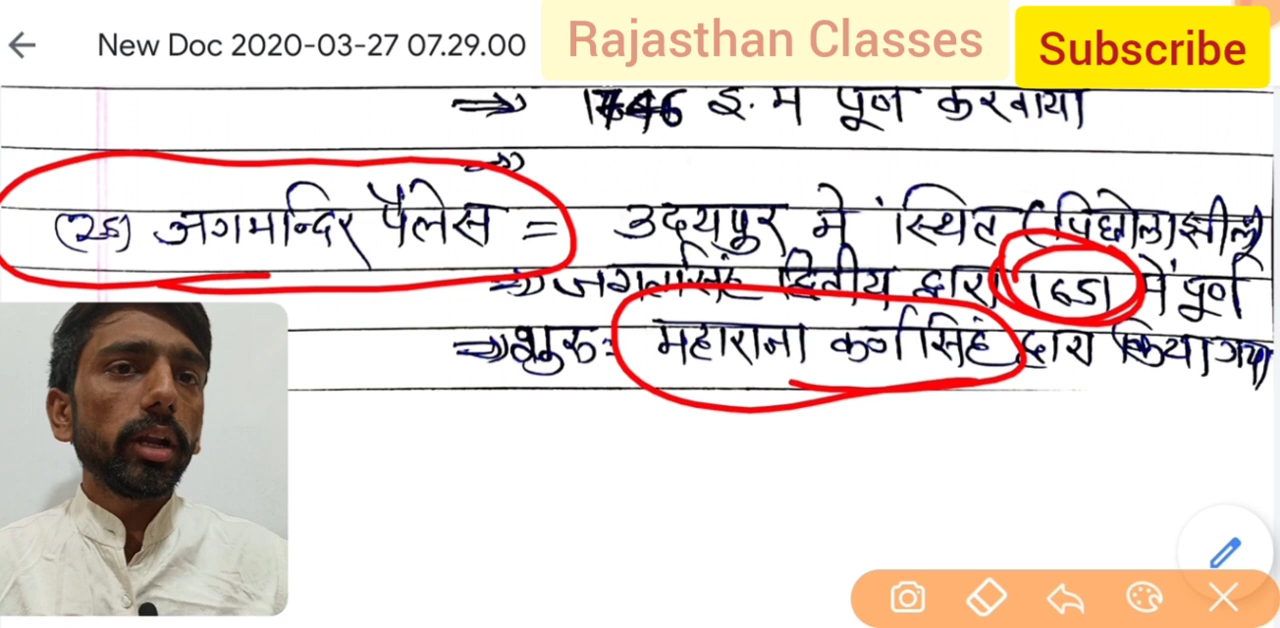 New Doc 2020-03-27 07.29.00
Rajasthan Classes
Subscribe
⇒ 1746 ई. में पूर्ण करवाया
⇒
(26) जगमन्दिर पैलेस = उदयपुर में स्थित (पिछोला झील)
⇒ जगतसिंह द्वितीय द्वारा 1651 में पूर्ण
⇒ शुरु: महाराजा कर्णसिंह द्वारा किया गया